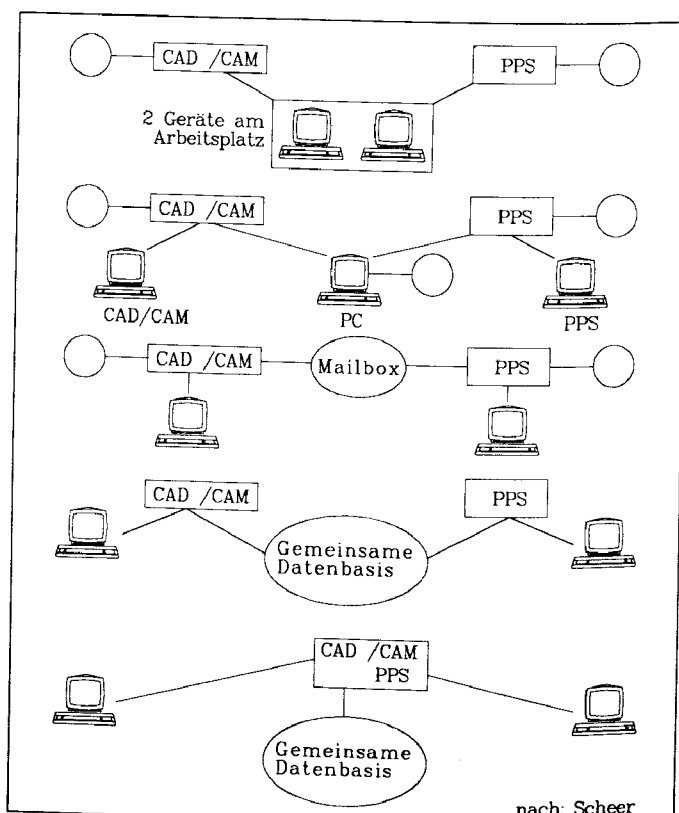 CAD /CAM
PPS
2 Geräte am
Arbeitsplatz
CAD /CAM
PPS
CAD/CAM
PC
PPS
CAD /CAM
Mailbox
PPS
CAD /CAM
PPS
Gemeinsame
Datenbasis
CAD /CAM
PPS
Gemeinsame
Datenbasis
nach: Scheer